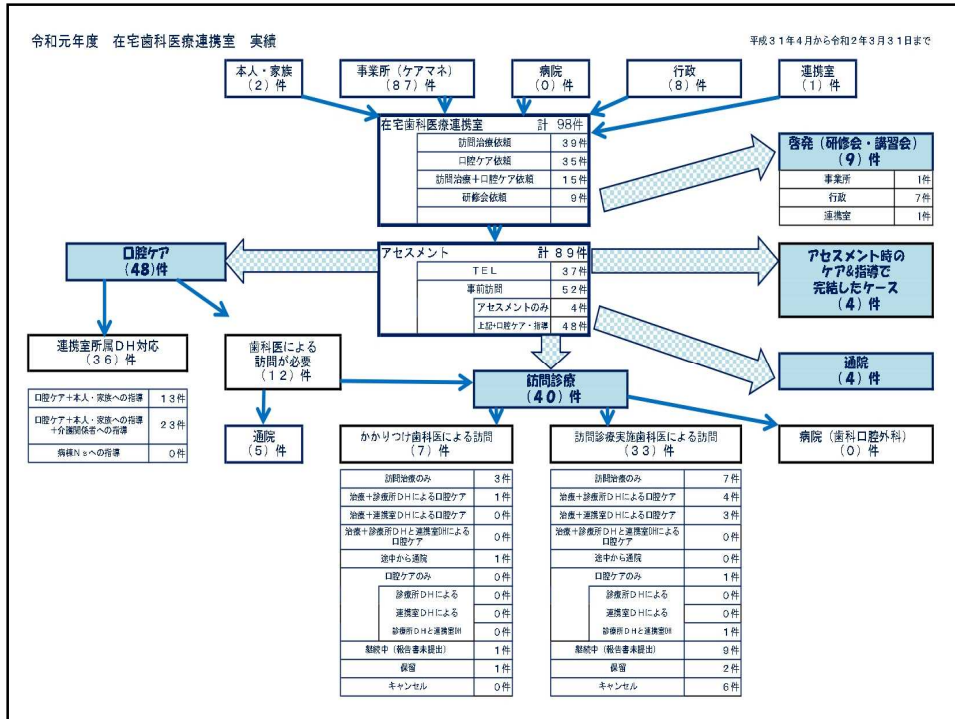 令和元年度 在宅歯科医療連携室 実績
平成31年4月から令和2年3月31日まで
本人・家族
(2) 件
事業所(ケアマネ)
(87) 件
病院
(0) 件
行政
(8) 件
連携室
(1) 件
在宅歯科医療連携室 計 98件
訪問治療依頼 39件
口腔ケア依頼 35件
訪問治療+口腔ケア依頼 15件
研修会依頼 9件
啓発(研修会・講習会)
(9) 件
事業所 1件
行政 7件
連携室 1件
口腔ケア
(48)件
アセスメント 計 89件
TEL 37件
事前訪問 52件
アセスメントのみ 4件
上記+口腔ケア・指導 48件
アセスメント時の
ケア&指導で
完結したケース
(4) 件
連携室所属DH対応
(36) 件
歯科医による
訪問が必要
(12) 件
通院
(4) 件
訪問診療
(40) 件
口腔ケア+本人・家族への指導 13件
口腔ケア+本人・家族への指導
+介護関係者への指導 23件
病棟Nsへの指導 0件
通院
(5) 件
かかりつけ歯科医による訪問
(7) 件
訪問診療実施歯科医による訪問
(33) 件
病院(歯科口腔外科)
(0) 件
訪問治療のみ 3件
治療+診療所DHによる口腔ケア 1件
治療+連携室DHによる口腔ケア 0件
治療+診療所DHと連携室DHによる
口腔ケア 0件
途中から通院 1件
口腔ケアのみ 0件
診療所DHによる 0件
連携室DHによる 0件
診療所DHと連携室DH 0件
継続中(報告書未提出) 1件
保留 1件
キャンセル 0件
訪問治療のみ 7件
治療+診療所DHによる口腔ケア 4件
治療+連携室DHによる口腔ケア 3件
治療+診療所DHと連携室DHによる
口腔ケア 0件
途中から通院 0件
口腔ケアのみ 1件
診療所DHによる 0件
連携室DHによる 0件
診療所DHと連携室DH 1件
継続中(報告書未提出) 9件
保留 2件
キャンセル 6件